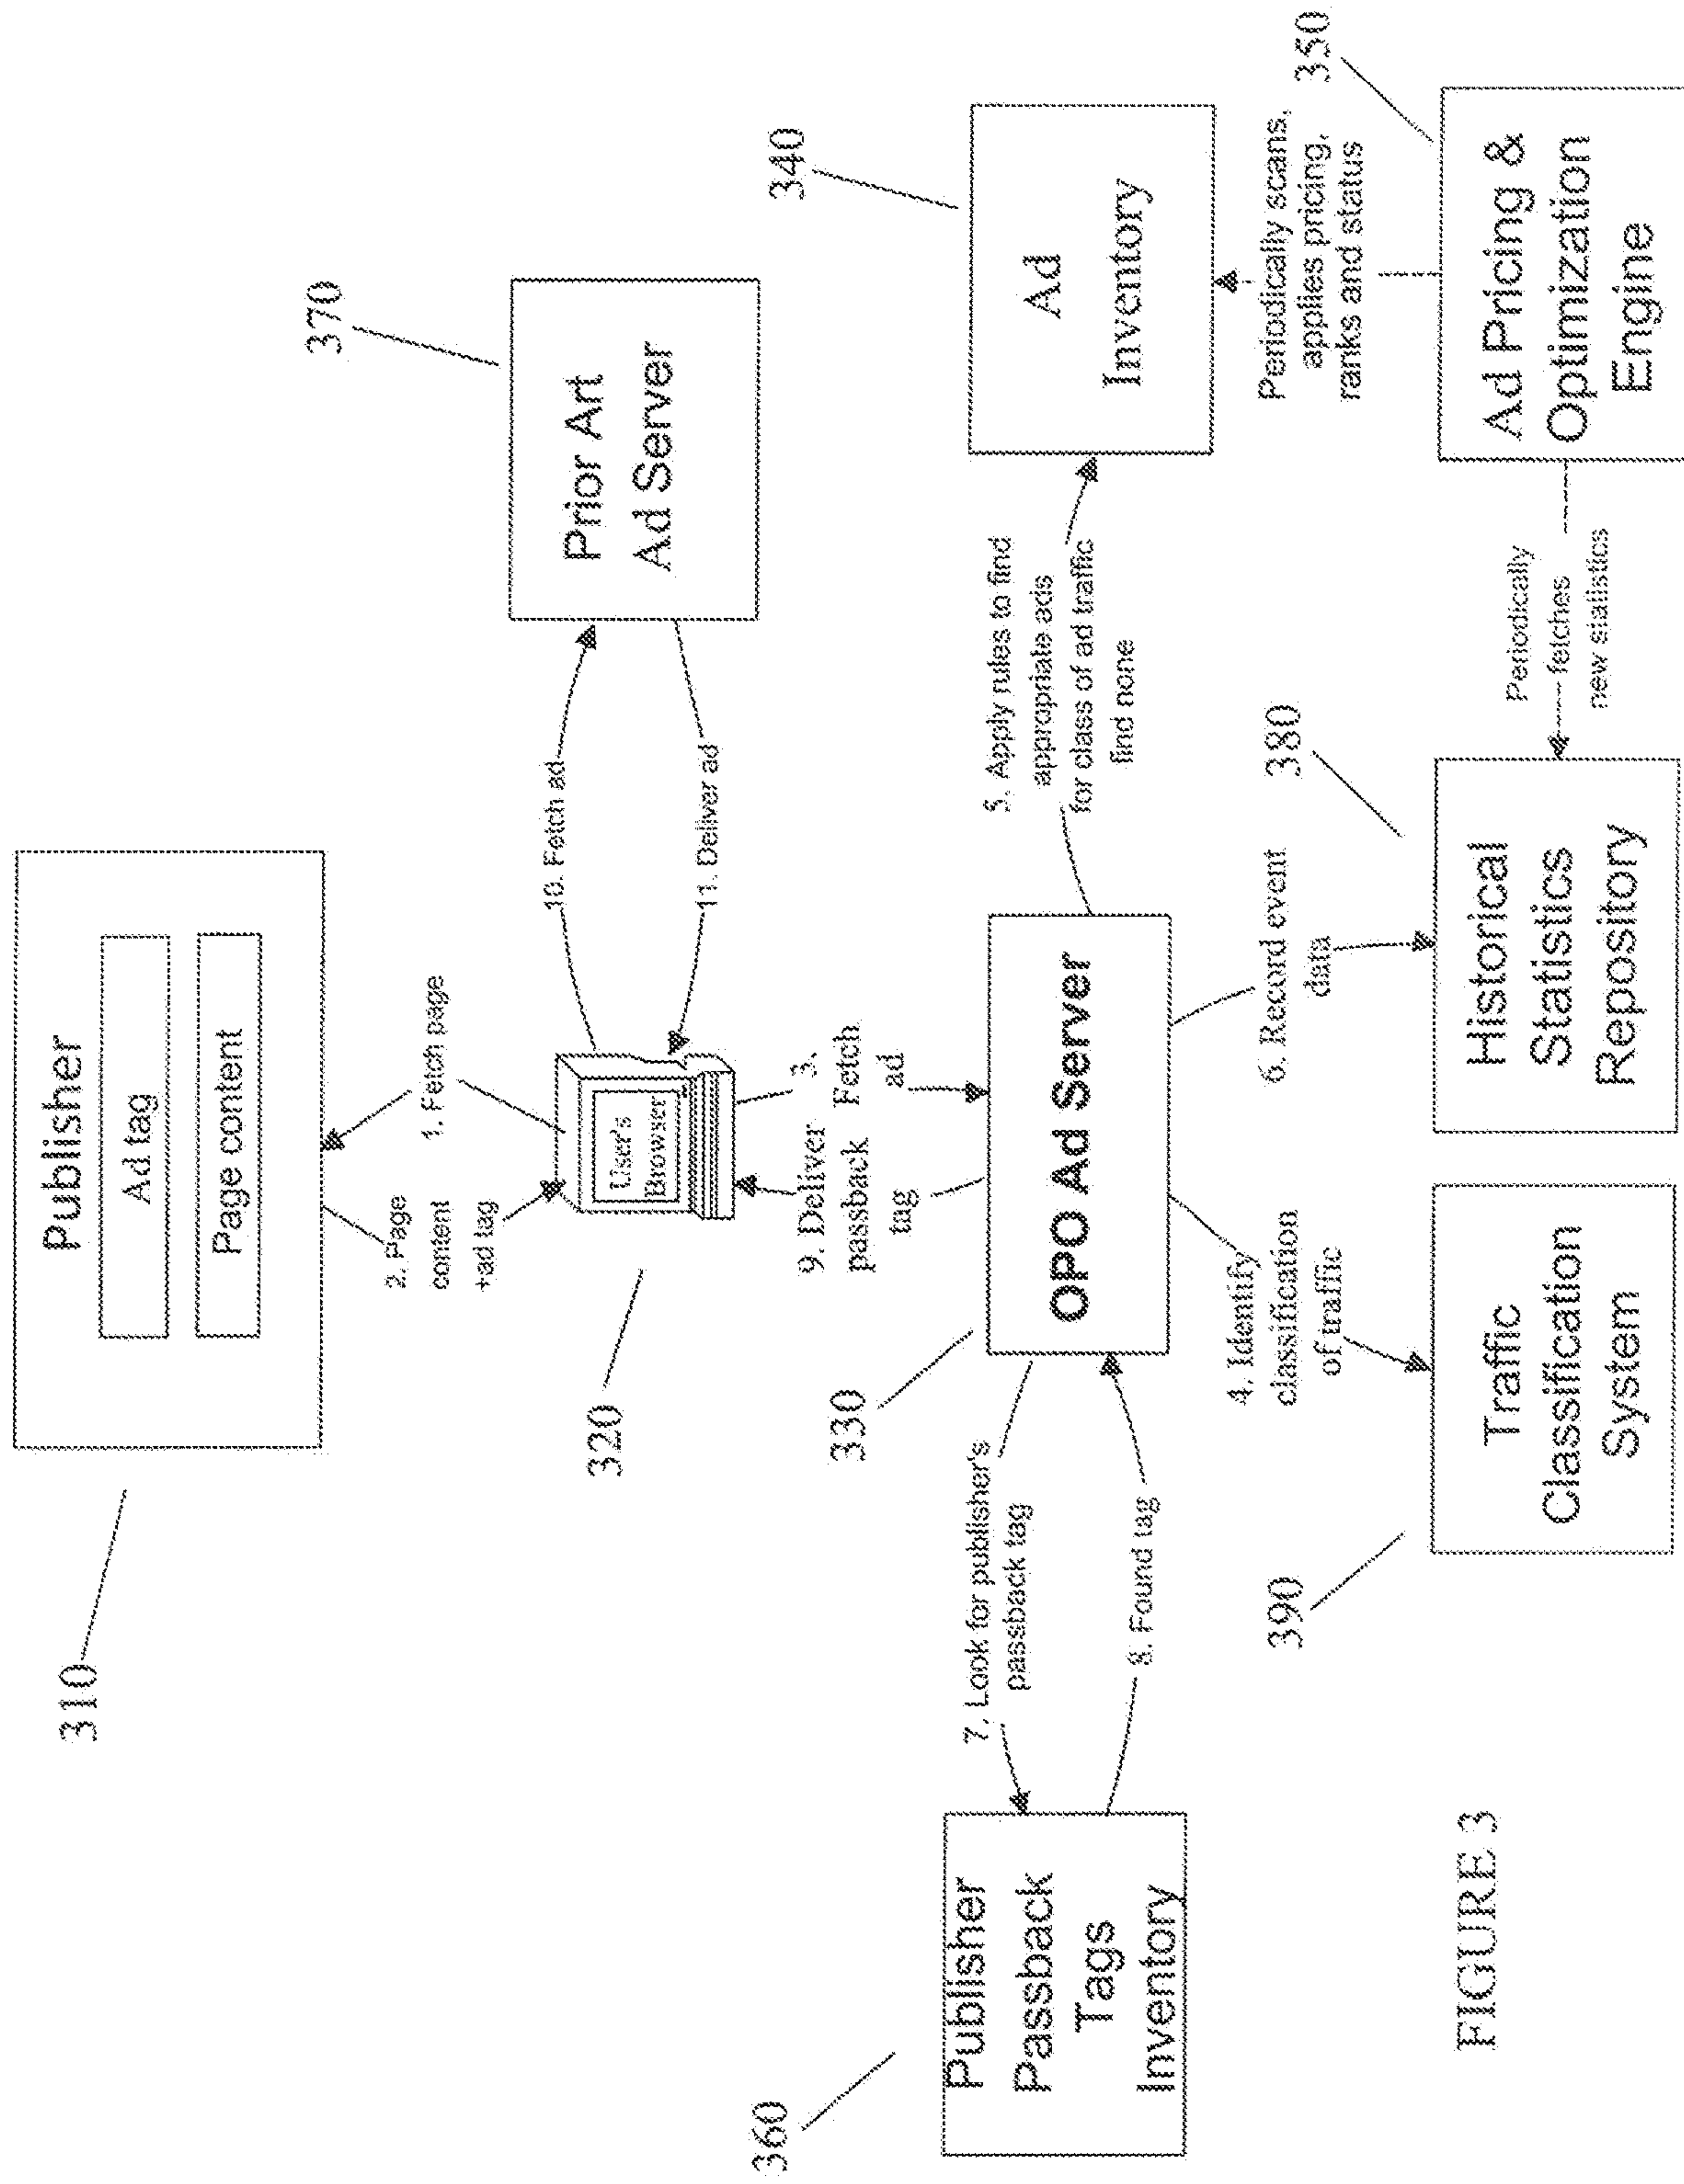 310
Publisher
Ad tag
Page content
2. Page
content
+ad tag
1. Fetch page
370
Prior Art
Ad Server
10. Fetch ad
11. Deliver ad
320
User's
Browser
9. Deliver
passback
tag
3.
Fetch
ad
330
OPO Ad Server
340
Ad
Inventory
5. Apply rules to find
appropriate ads
for class of ad traffic
find none
360
Publisher
Passback
Tags
Inventory
7. Look for publisher's
passback tag
8. Found tag
4. Identify
classification
of traffic
6. Record event
data
Periodically scans,
applies pricing,
ranks and status
350
Ad Pricing &
Optimization
Engine
Periodically
fetches
new statistics
380
Historical
Statistics
Repository
390
Traffic
Classification
System
FIGURE 3